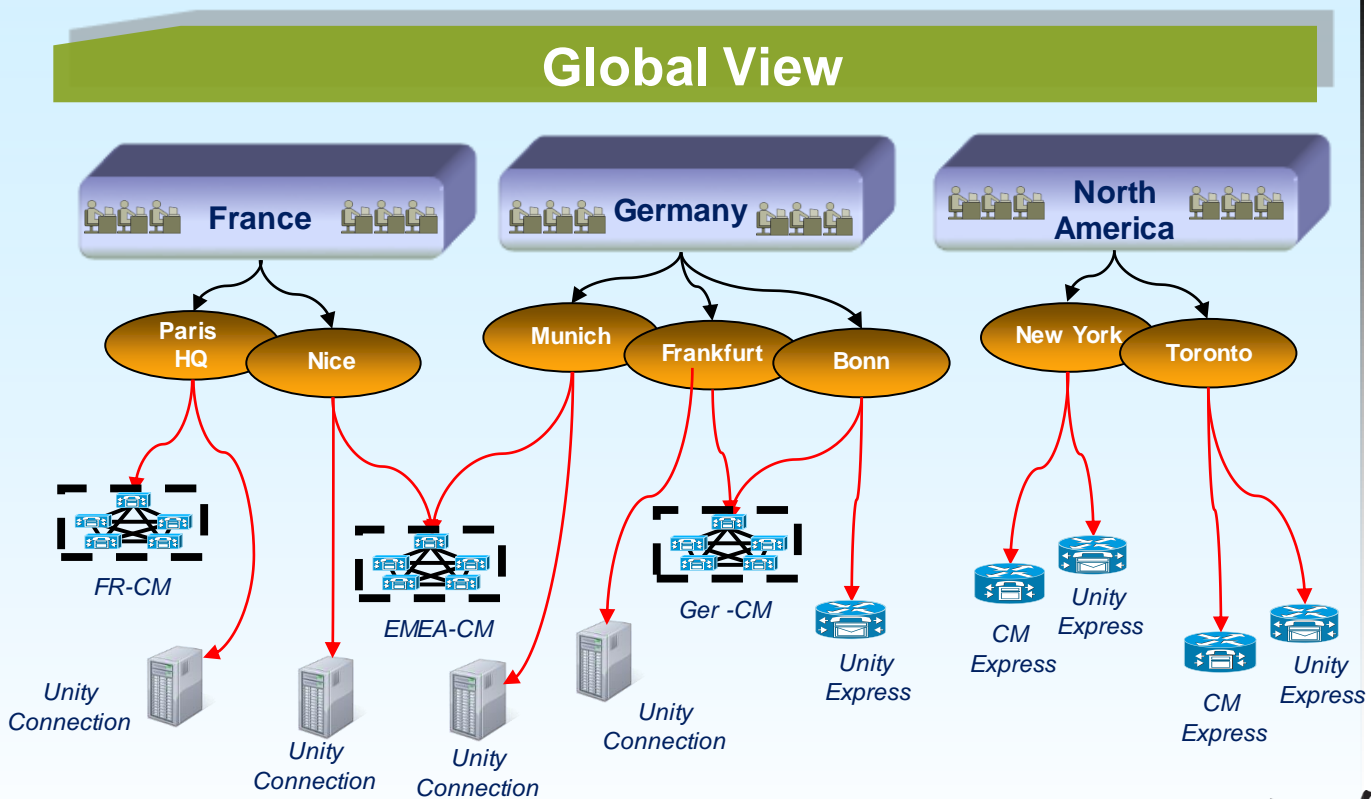 Global View
France
Germany
North
America
Paris
HQ
Nice
Munich
Frankfurt
Bonn
New York
Toronto
FR-CM
EMEA-CM
Ger -CM
Unity
Express
CM
Express
Unity
Express
CM
Express
Unity
Express
Unity
Connection
Unity
Connection
Unity
Connection
Unity
Connection